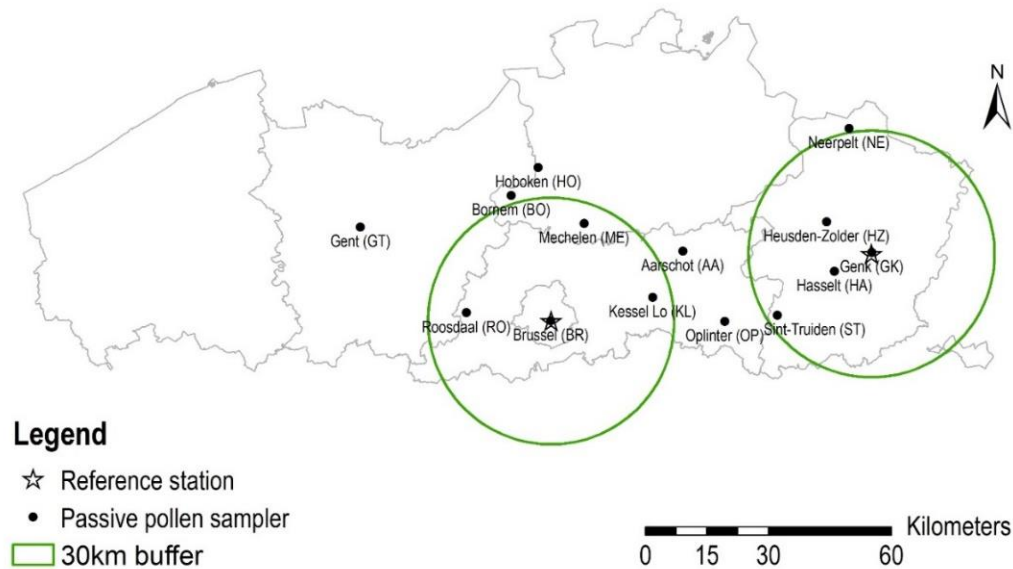 N
Neerpelt (NE)
Hoboken (HO)
Bornem (BO)
Gent (GT)
Mechelen (ME)
Heusden-Zolder (HZ)
Aarschot (AA)
Genk (GK)
Hasselt (HA)
Kessel Lo (KL)
Roosdaal (RO)
Brussel (BR)
Oplinter (OP)
Sint-Truiden (ST)
Legend
Reference station
Passive pollen sampler
30km buffer
Kilometers
0 15 30 60